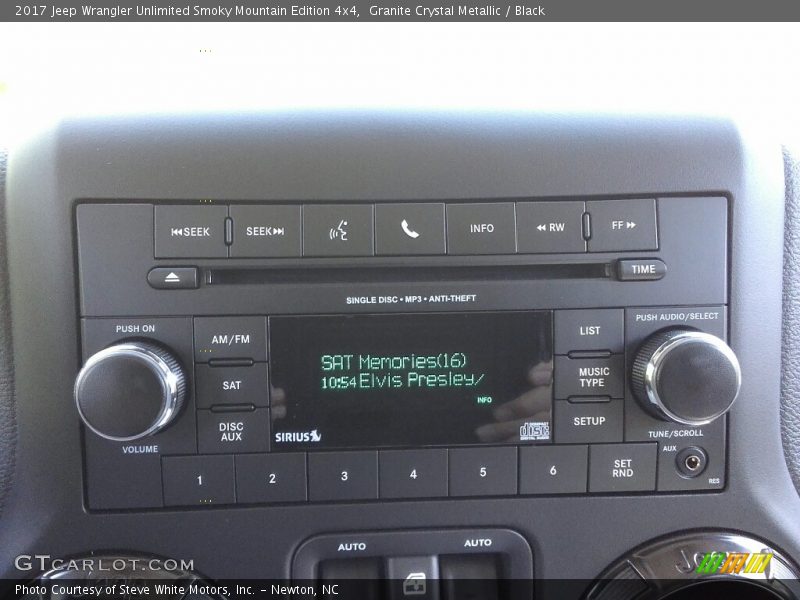 2017 Jeep Wrangler Unlimited Smoky Mountain Edition 4x4,  Granite Crystal Metallic / Black
SEEK
SEEK
INFO
RW
FF
TIME
SINGLE DISC • MP3 • ANTI-THEFT
PUSH ON
VOLUME
AM/FM
SAT
DISC
AUX
SAT Memories(16)
10:54 Elvis Presley/
INFO
SIRIUS
COMPACT
disc
DIGITAL AUDIO
LIST
MUSIC
TYPE
SETUP
PUSH AUDIO/SELECT
TUNE/SCROLL
AUX
RES
1
2
3
4
5
6
SET
RND
AUTO
AUTO
GTCARLOT.COM
Photo Courtesy of Steve White Motors, Inc. – Newton, NC